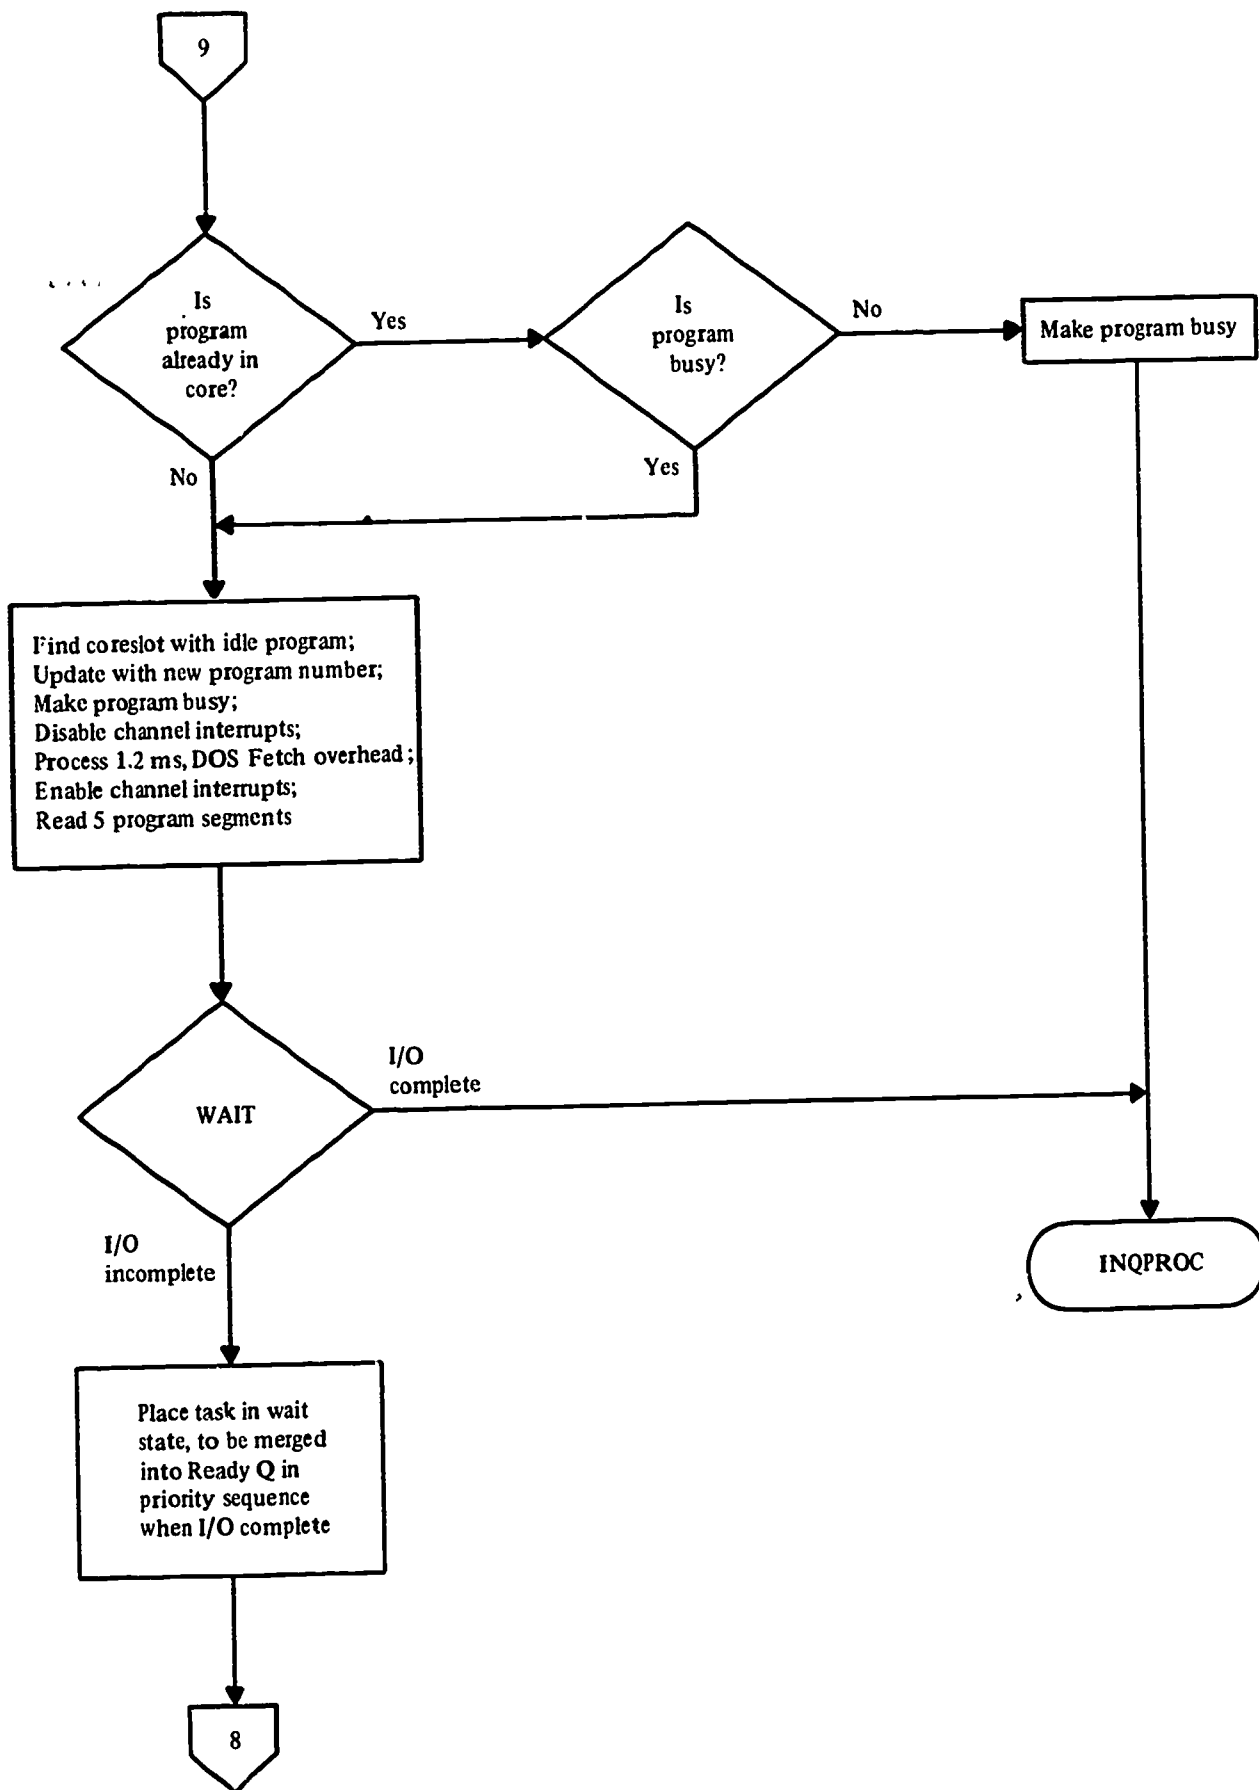 9
Is
program
already in
core?
Yes
No
Is
program
busy?
No
Yes
Make program busy
Find coreslot with idle program;
Update with new program number;
Make program busy;
Disable channel interrupts;
Process 1.2 ms, DOS Fetch overhead;
Enable channel interrupts;
Read 5 program segments
WAIT
I/O
complete
I/O
incomplete
INQPROC
Place task in wait
state, to be merged
into Ready Q in
priority sequence
when I/O complete
8